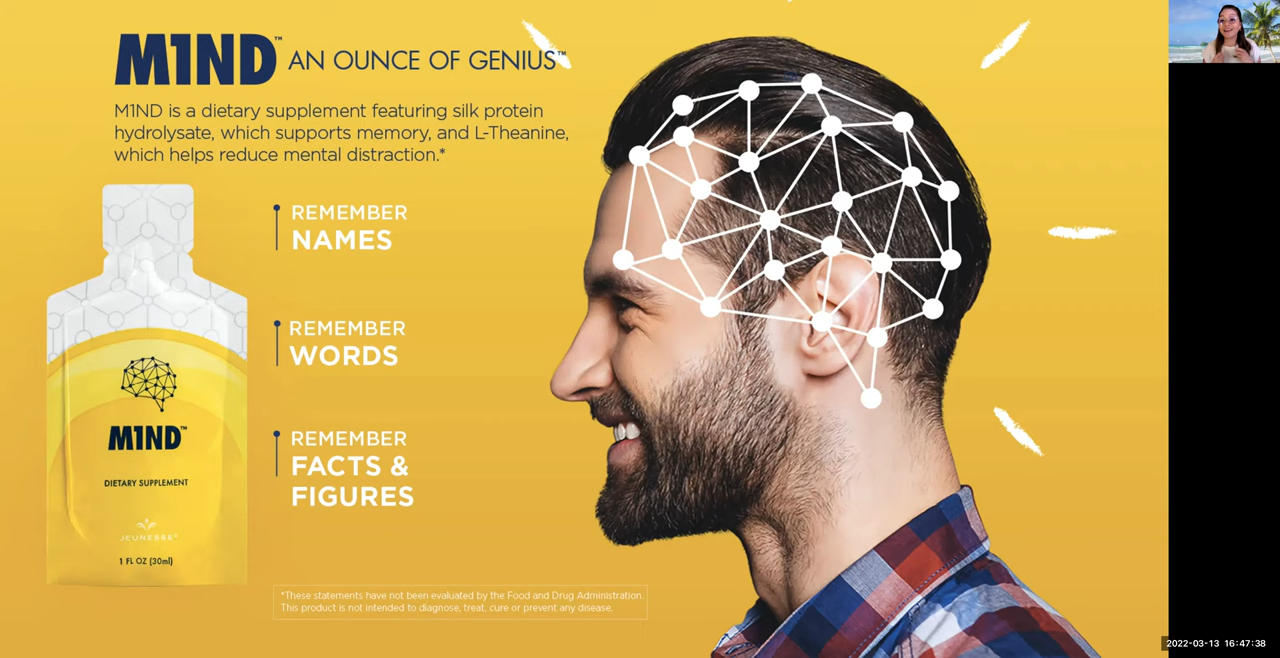 M1ND™ AN OUNCE OF GENIUS™
M1ND is a dietary supplement featuring silk protein
hydrolysate, which supports memory, and L-Theanine,
which helps reduce mental distraction.*
REMEMBER
NAMES
REMEMBER
WORDS
REMEMBER
FACTS &
FIGURES
M1ND™
DIETARY SUPPLEMENT
JEUNESSE®
1 FL OZ (30ml)
*These statements have not been evaluated by the Food and Drug Administration.
This product is not intended to diagnose, treat, cure or prevent any disease.
2022-03-13 16:47:38